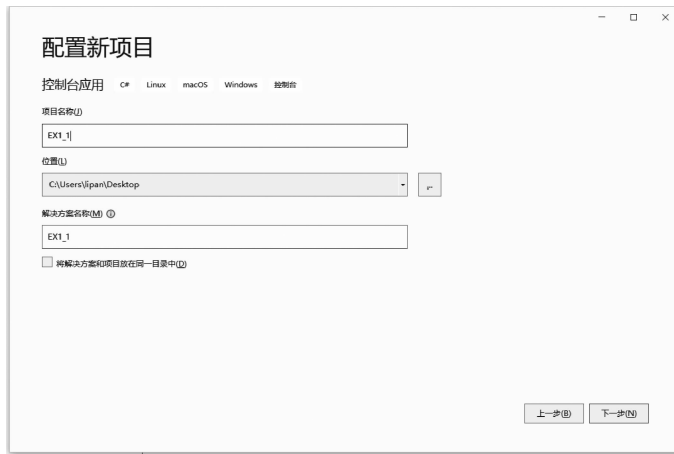 配置新项目
控制台应用 C# Linux macOS Windows 控制台
项目名称(J)
EX1_1
位置(L)
C:\Users\lipan\Desktop
...
解决方案名称(M)
EX1_1
将解决方案和项目放在同一目录中(D)
上一步(B) 下一步(N)